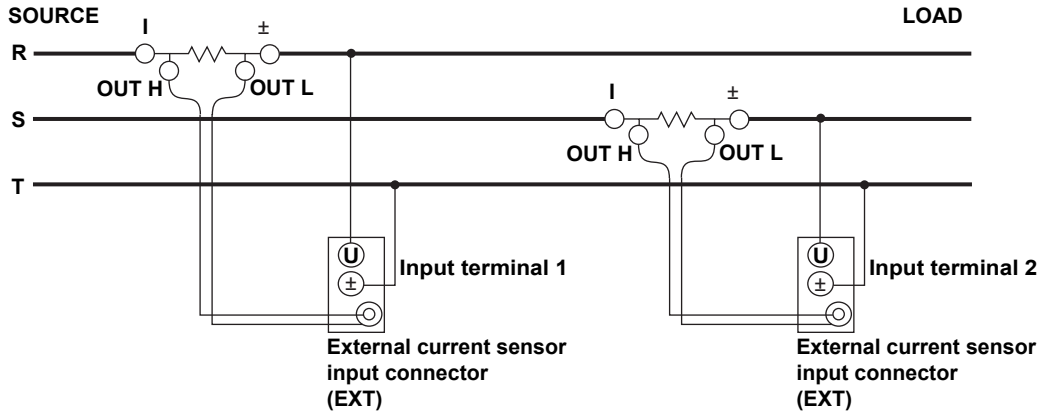 SOURCE
LOAD
I
±
R
OUT H
OUT L
I
±
S
OUT H
OUT L
T
U
±
Input terminal 1
U
±
Input terminal 2
External current sensor
input connector
(EXT)
External current sensor
input connector
(EXT)